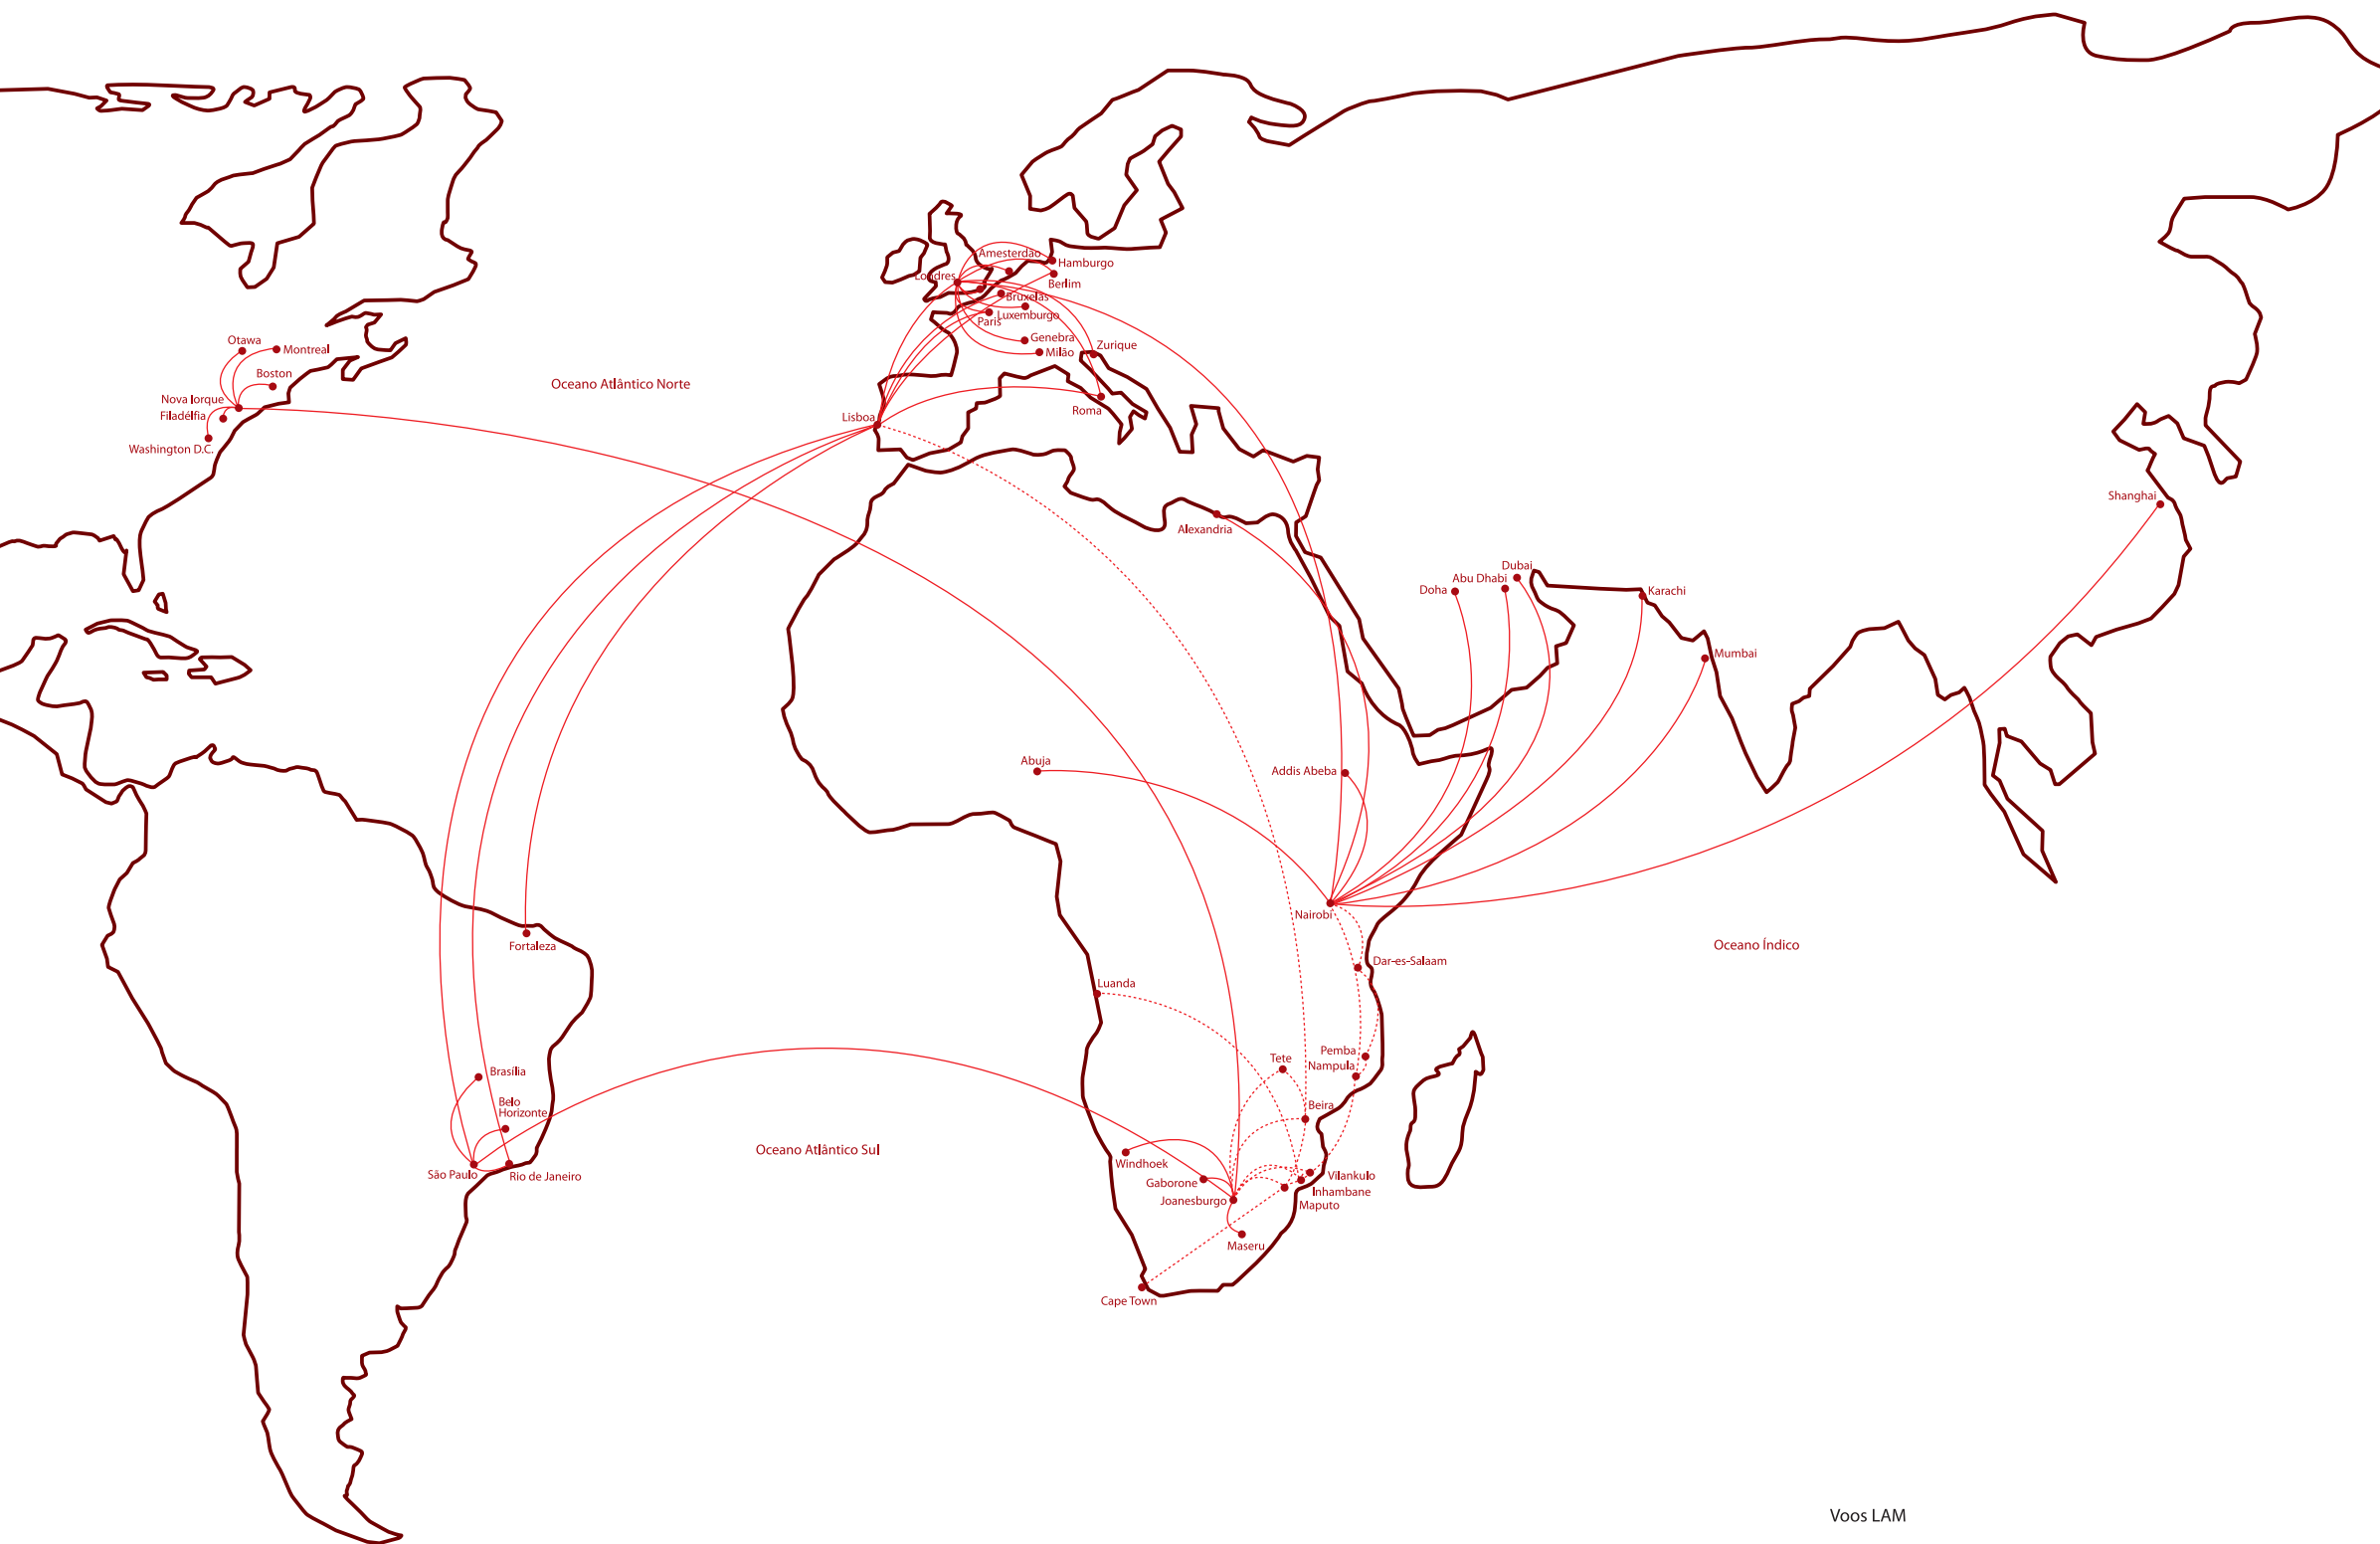 Amesterdão
Hamburgo
Londres
Berlim
Bruxelas
Luxemburgo
Paris
Otawa
Montreal
Genebra
Zurique
Milão
Boston
Oceano Atlântico Norte
Nova Iorque
Filadélfia
Roma
Lisboa
Washington D.C.
Shanghai
Alexandria
Dubai
Abu Dhabi
Doha
Karachi
Mumbai
Abuja
Addis Abeba
Nairobi
Fortaleza
Oceano Índico
Dar-es-Salaam
Luanda
Pemba
Tete
Nampula
Brasília
Belo
Horizonte
Beira
Oceano Atlântico Sul
Windhoek
São Paulo
Rio de Janeiro
Vilankulo
Gaborone
Inhambane
Joanesburgo
Maputo
Maseru
Cape Town
Voos LAM